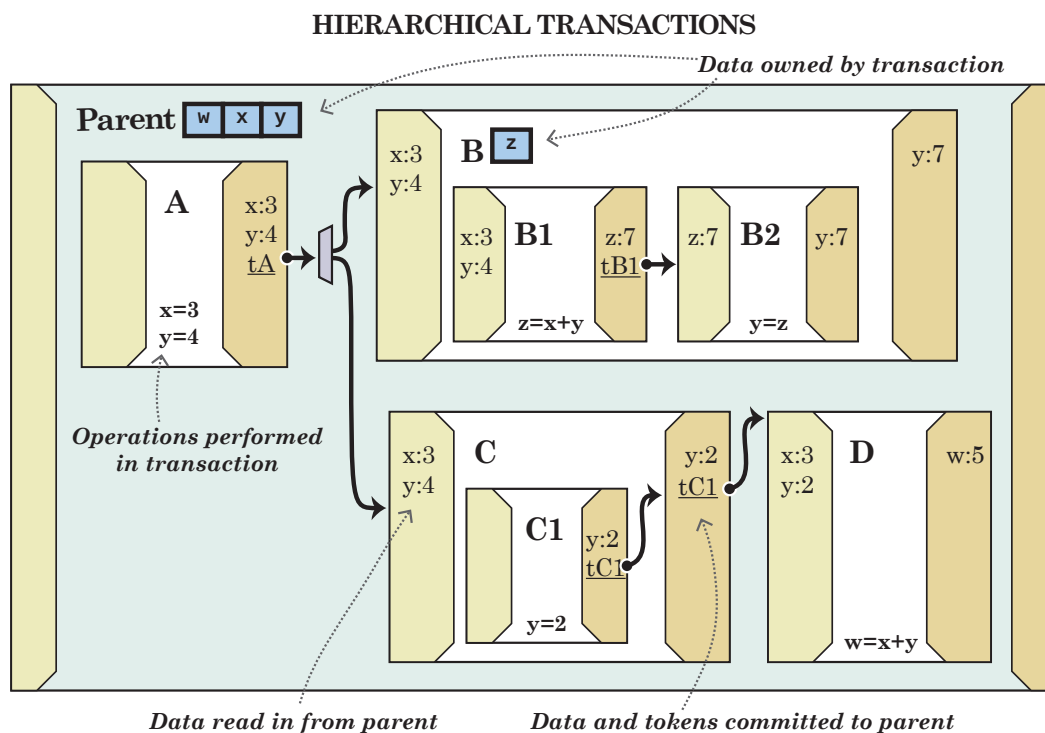 HIERARCHICAL TRANSACTIONS
Data owned by transaction
Parent w x y
A
x:3
y:4
tA
x=3
y=4
Operations performed
in transaction
x:3
y:4
B z
y:7
x:3
y:4
B1
z:7
tB1
z=x+y
z:7
B2
y:7
y=z
x:3
y:4
C
y:2
tC1
C1
y:2
tC1
y=2
x:3
y:2
D
w:5
w=x+y
Data read in from parent
Data and tokens committed to parent